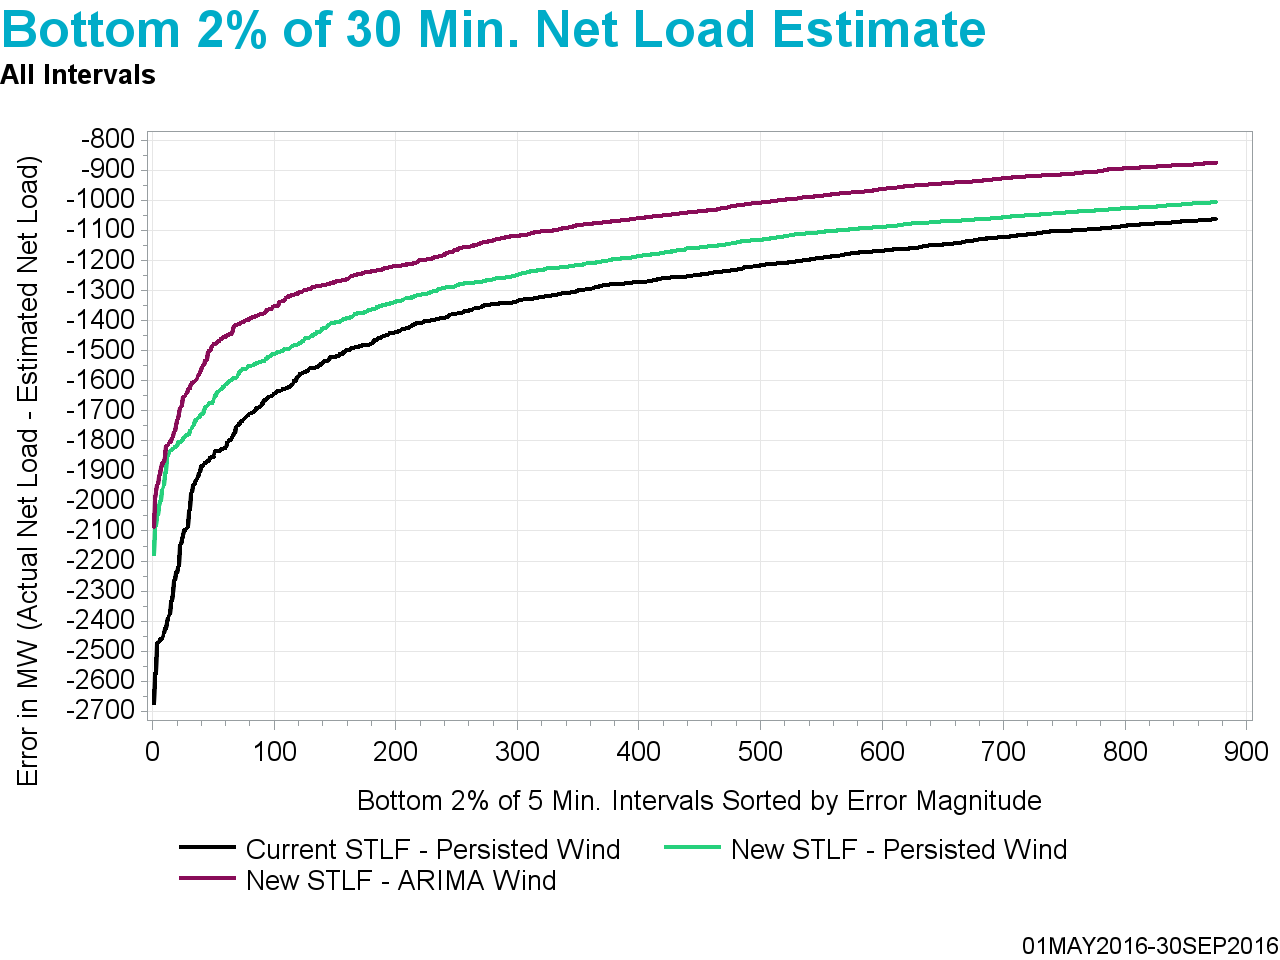 Bottom 2% of 30 Min. Net Load Estimate
All Intervals
Error in MW (Actual Net Load - Estimated Net Load)
-800
-900
-1000
-1100
-1200
-1300
-1400
-1500
-1600
-1700
-1800
-1900
-2000
-2100
-2200
-2300
-2400
-2500
-2600
-2700
0 100 200 300 400 500 600 700 800 900
Bottom 2% of 5 Min. Intervals Sorted by Error Magnitude
Current STLF - Persisted Wind New STLF - Persisted Wind
New STLF - ARIMA Wind
01MAY2016-30SEP2016